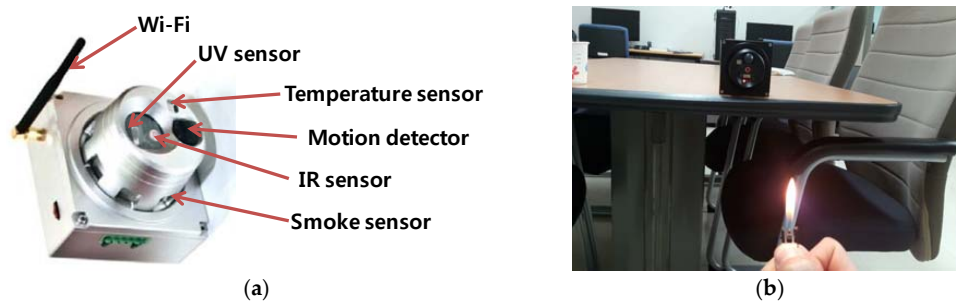 Wi-Fi
UV sensor
Temperature sensor
Motion detector
IR sensor
Smoke sensor
(a)
(b)